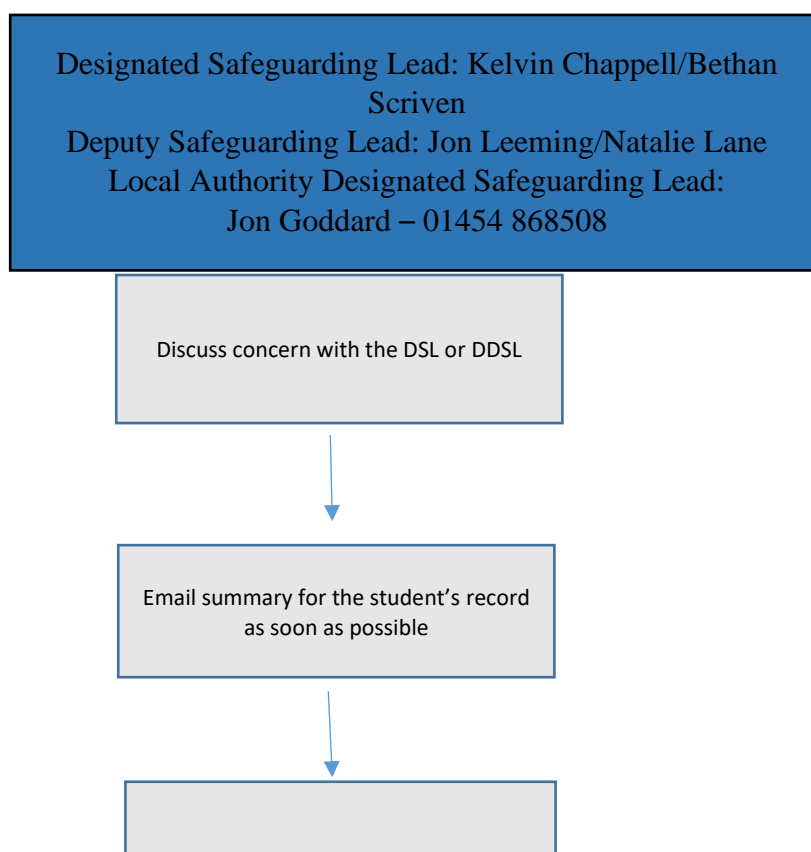 Designated Safeguarding Lead: Kelvin Chappell/Bethan
Scriven
Deputy Safeguarding Lead: Jon Leeming/Natalie Lane
Local Authority Designated Safeguarding Lead:
Jon Goddard – 01454 868508
Discuss concern with the DSL or DDSL
Email summary for the student’s record
as soon as possible